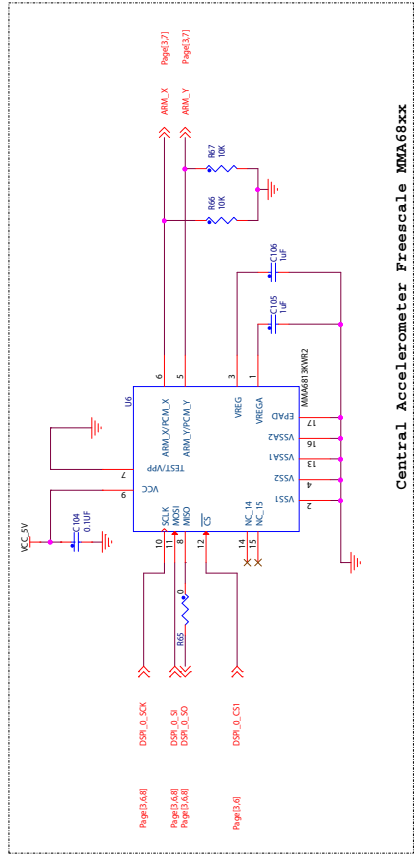 VCC_5V
C104
0.1UF
Page[3,6,8] DSPI_0_SCK
Page[3,6,8] DSPI_0_SI
Page[3,6,8] DSPI_0_SO
Page[3,6] DSPI_0_CS1
R65
0
10 SCLK
11 MOSI
8 MISO
12 CS
14 NC_14
15 NC_15
9 VCC
7 TEST/VPP
U6
ARM_X/PCM_X 6
ARM_Y/PCM_Y 5
VREG 3
VREGA 1
VSS1 2
VSS2 4
VSSA1 13
VSSA2 16
EPAD 17
MMA6813KWR2
C105
1uF
C106
1uF
R66
10K
R67
10K
ARM_X Page[3,7]
ARM_Y Page[3,7]
Central Accelerometer Freescale MMA68xx